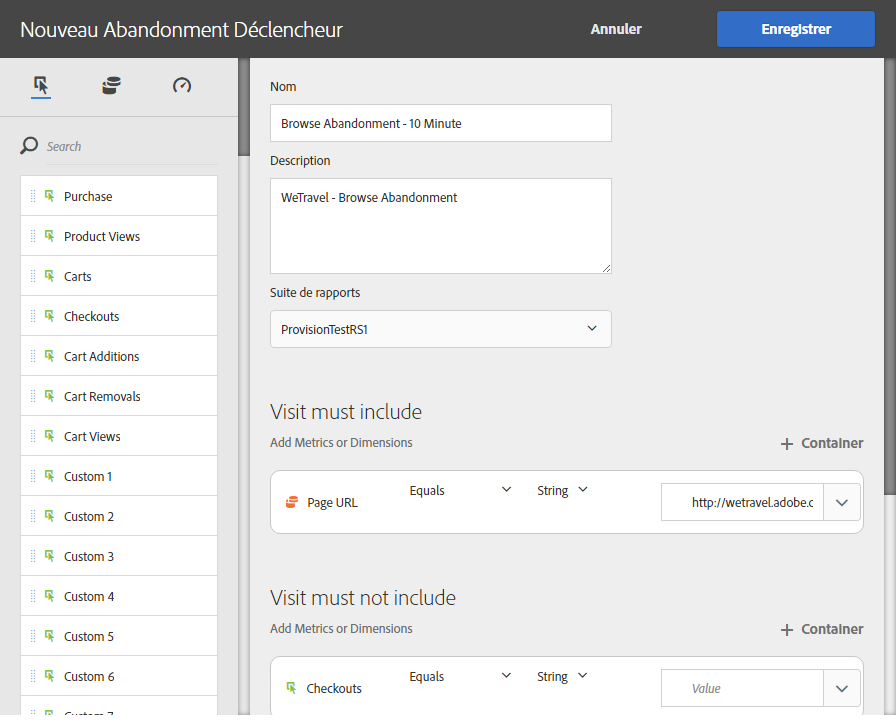 Nouveau Abandonment Déclencheur
Annuler
Enregistrer
Search
Purchase
Product Views
Carts
Checkouts
Cart Additions
Cart Removals
Cart Views
Custom 1
Custom 2
Custom 3
Custom 4
Custom 5
Custom 6
Nom
Browse Abandonment - 10 Minute
Description
WeTravel - Browse Abandonment
Suite de rapports
ProvisionTestRS1
Visit must include
Add Metrics or Dimensions
Container
Page URL
Equals
String
http://wetravel.adobe.c
Visit must not include
Add Metrics or Dimensions
Container
Checkouts
Equals
String
Value